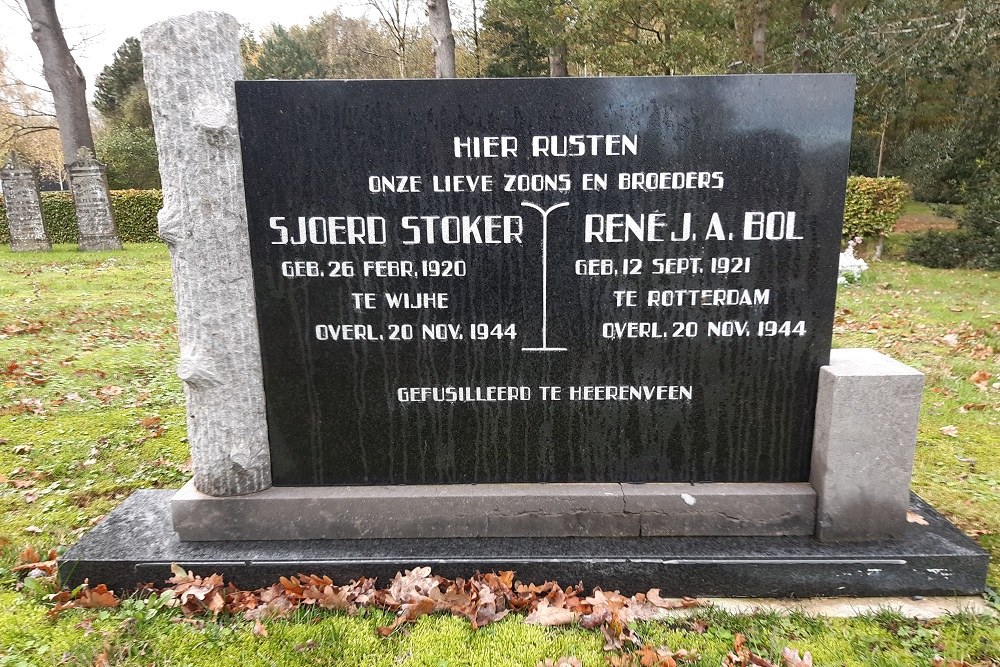 HIER RUSTEN
ONZE LIEVE ZOONS EN BROEDERS
SJOERD STOKER
GEB. 26 FEBR. 1920
TE WIJHE
OVERL. 20 NOV. 1944
RENÉ J. A. BOL
GEB. 12 SEPT. 1921
TE ROTTERDAM
OVERL. 20 NOV. 1944
GEFUSILLEERD TE HEERENVEEN